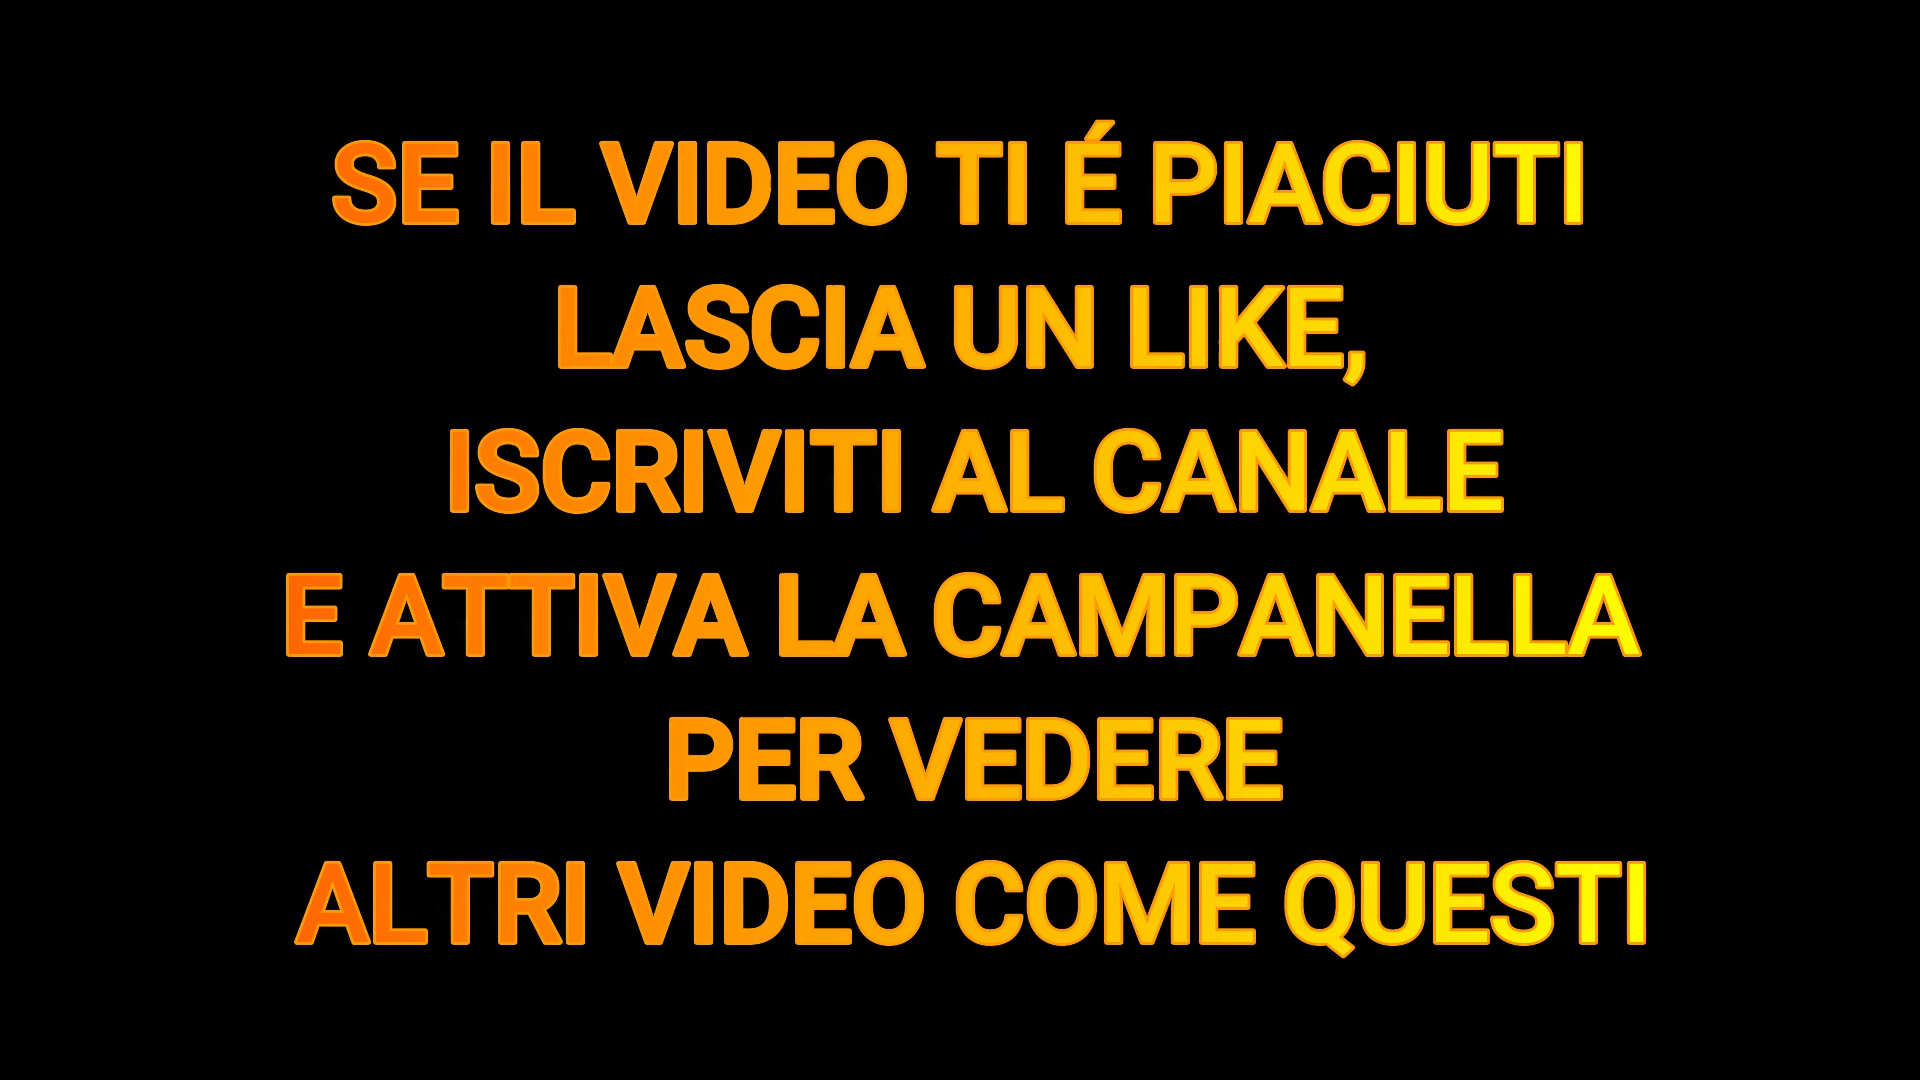 SE IL VIDEO TI É PIACIUTI
LASCIA UN LIKE,
ISCRIVITI AL CANALE
E ATTIVA LA CAMPANELLA
PER VEDERE
ALTRI VIDEO COME QUESTI